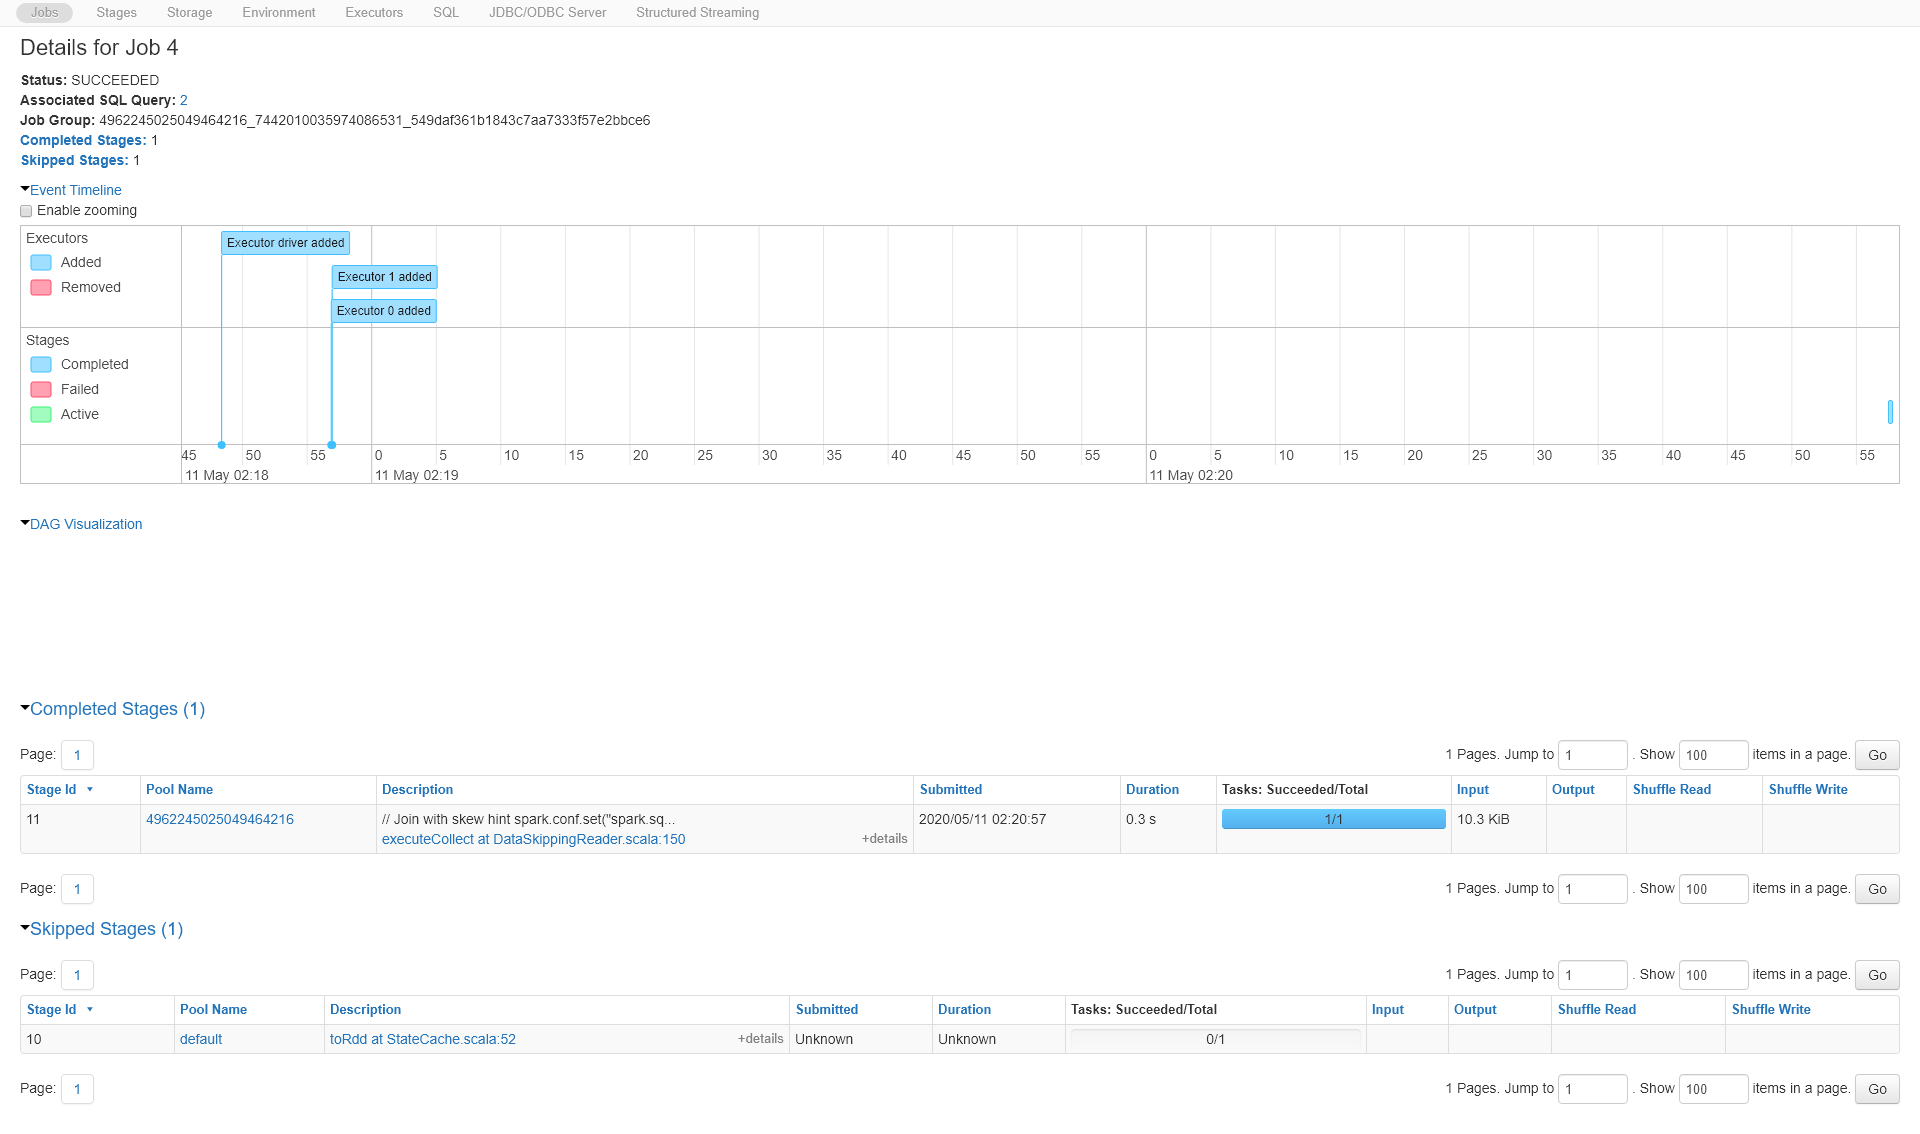 Jobs Stages Storage Environment Executors SQL JDBC/ODBC Server Structured Streaming
Details for Job 4
Status: SUCCEEDED
Associated SQL Query: 2
Job Group: 4962245025049464216_7442010035974086531_549daf361b1843c7aa7333f57e2bbce6
Completed Stages: 1
Skipped Stages: 1
Event Timeline
Enable zooming
Executors
Added
Removed
Executor driver added
Executor 1 added
Executor 0 added
Stages
Completed
Failed
Active
45 50 55 0 5 10 15 20 25 30 35 40 45 50 55 0 5 10 15 20 25 30 35 40 45 50 55
11 May 02:18 11 May 02:19 11 May 02:20
DAG Visualization
Completed Stages (1)
Page: 1 1 Pages. Jump to 1 . Show 100 items in a page. Go
Stage Id Pool Name Description Submitted Duration Tasks: Succeeded/Total Input Output Shuffle Read Shuffle Write
11 4962245025049464216 // Join with skew hint spark.conf.set("spark.sq... 2020/05/11 02:20:57 0.3 s 1/1 10.3 KiB
executeCollect at DataSkippingReader.scala:150 +details
Page: 1 1 Pages. Jump to 1 . Show 100 items in a page. Go
Skipped Stages (1)
Page: 1 1 Pages. Jump to 1 . Show 100 items in a page. Go
Stage Id Pool Name Description Submitted Duration Tasks: Succeeded/Total Input Output Shuffle Read Shuffle Write
10 default toRdd at StateCache.scala:52 +details Unknown Unknown 0/1
Page: 1 1 Pages. Jump to 1 . Show 100 items in a page. Go